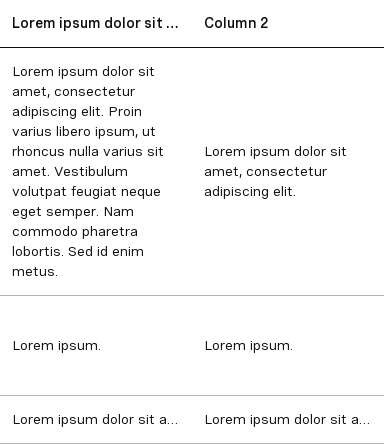 Lorem ipsum dolor sit ... Column 2
Lorem ipsum dolor sit
amet, consectetur
adipiscing elit. Proin
varius libero ipsum, ut
rhoncus nulla varius sit
amet. Vestibulum
volutpat feugiat neque
eget semper. Nam
commodo pharetra
lobortis. Sed id enim
metus.
Lorem ipsum dolor sit
amet, consectetur
adipiscing elit.
Lorem ipsum. Lorem ipsum.
Lorem ipsum dolor sit a... Lorem ipsum dolor sit a...